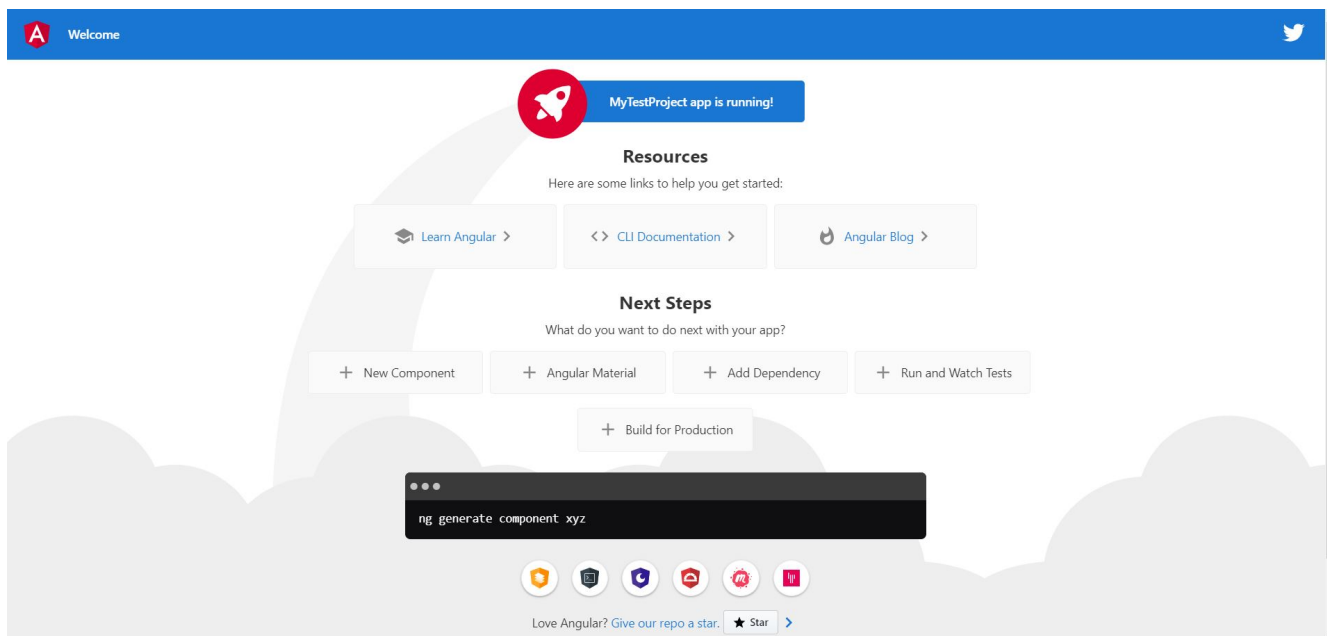 Welcome
MyTestProject app is running!
Resources
Here are some links to help you get started:
Learn Angular
CLI Documentation
Angular Blog
Next Steps
What do you want to do next with your app?
New Component
Angular Material
Add Dependency
Run and Watch Tests
Build for Production
ng generate component xyz
Love Angular? Give our repo a star. Star